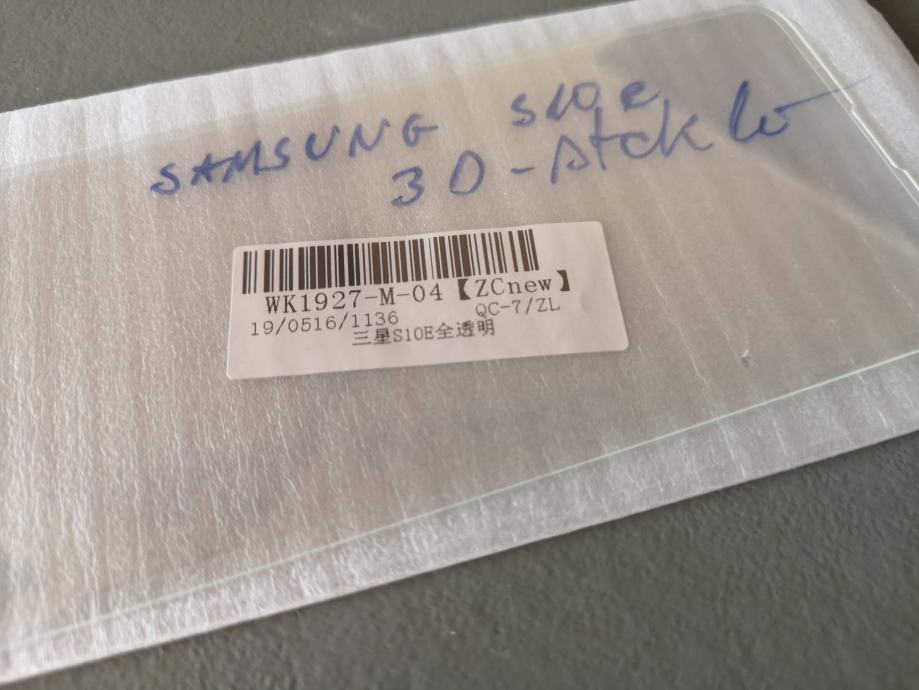 SAMSUNG S10e
3D-
WK1927-M-04【ZCnew】
19/0516/1136 QC-7/ZL
三星S10E全透明